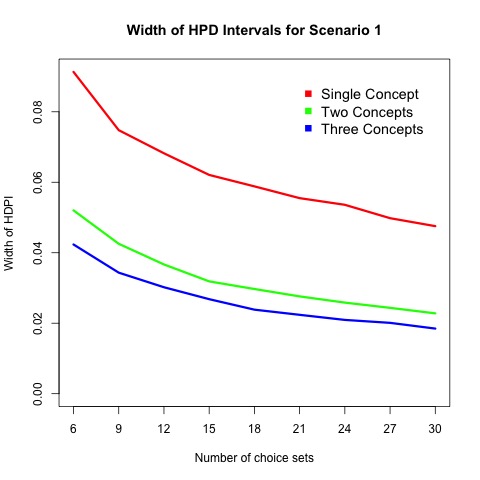 Width of HPD Intervals for Scenario 1
Single Concept
Two Concepts
Three Concepts
Width of HDPI
0.08
0.06
0.04
0.02
0.00
6 9 12 15 18 21 24 27 30
Number of choice sets